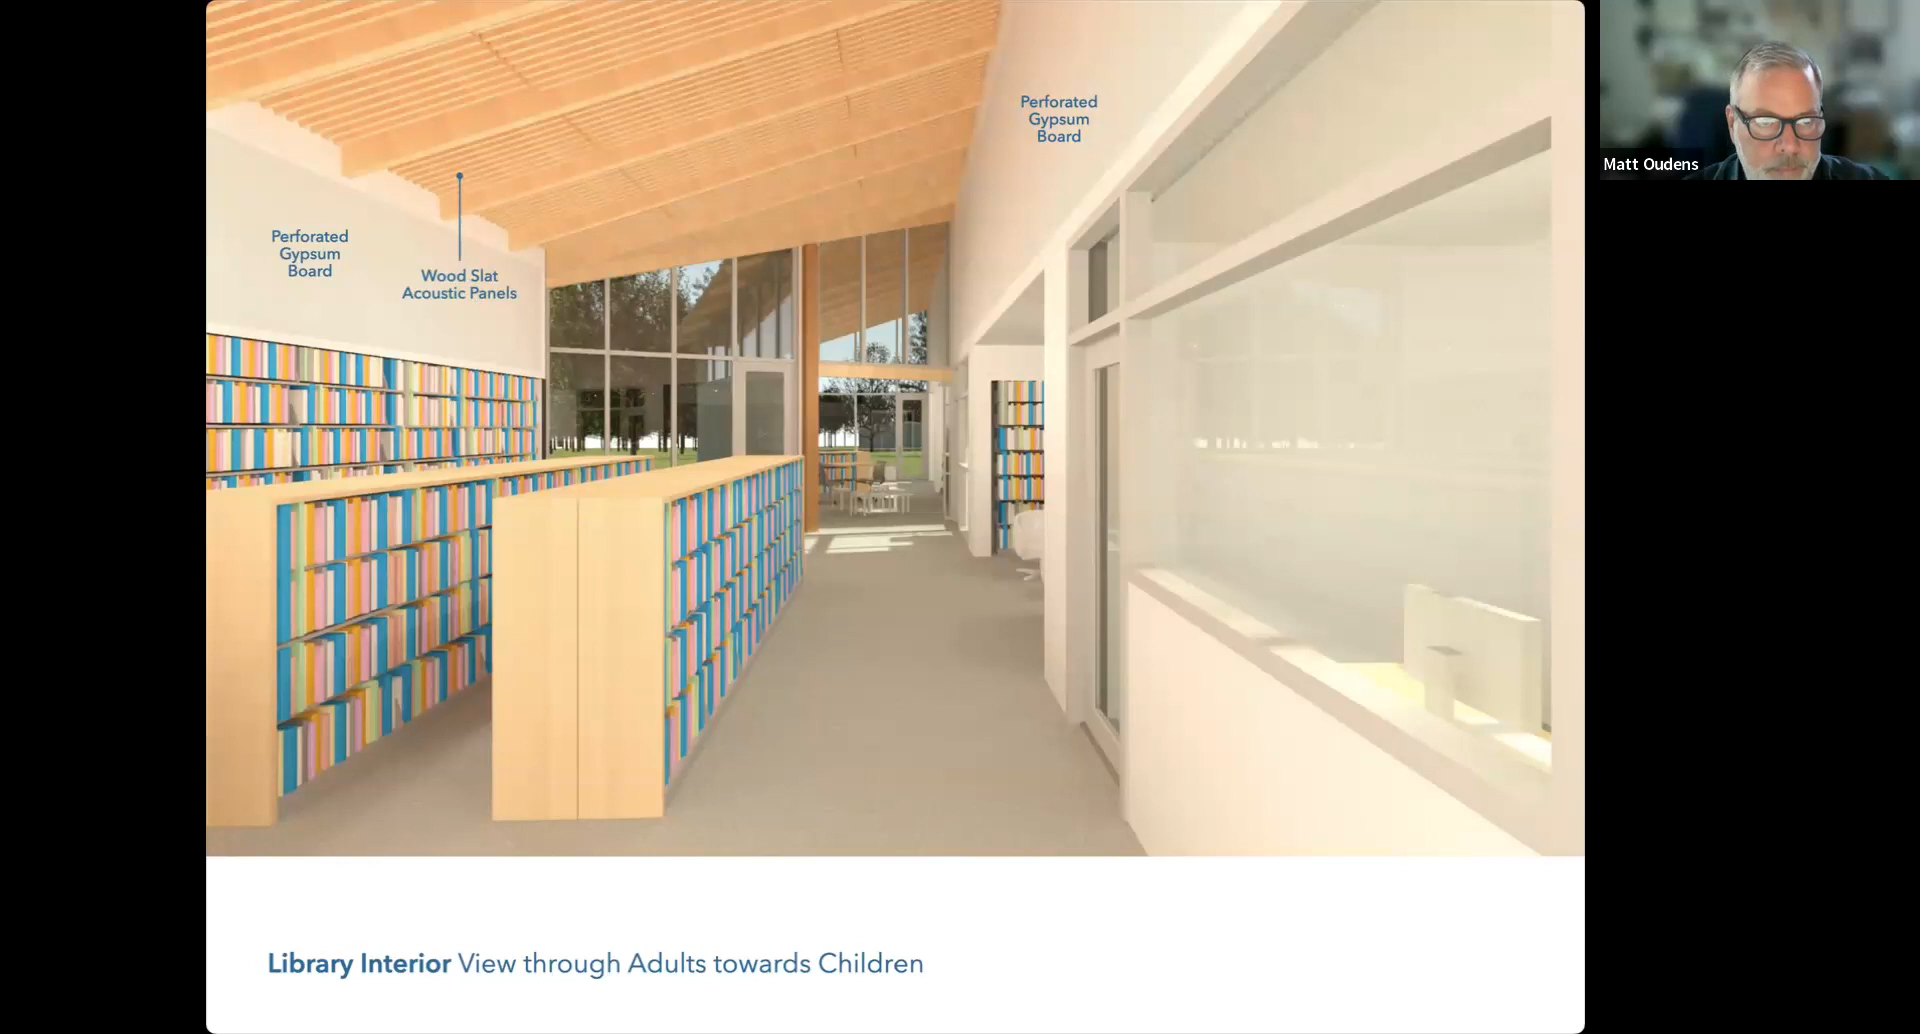 Perforated
Gypsum
Board
Perforated
Gypsum
Board
Wood Slat
Acoustic Panels
Matt Oudens
Library Interior View through Adults towards Children